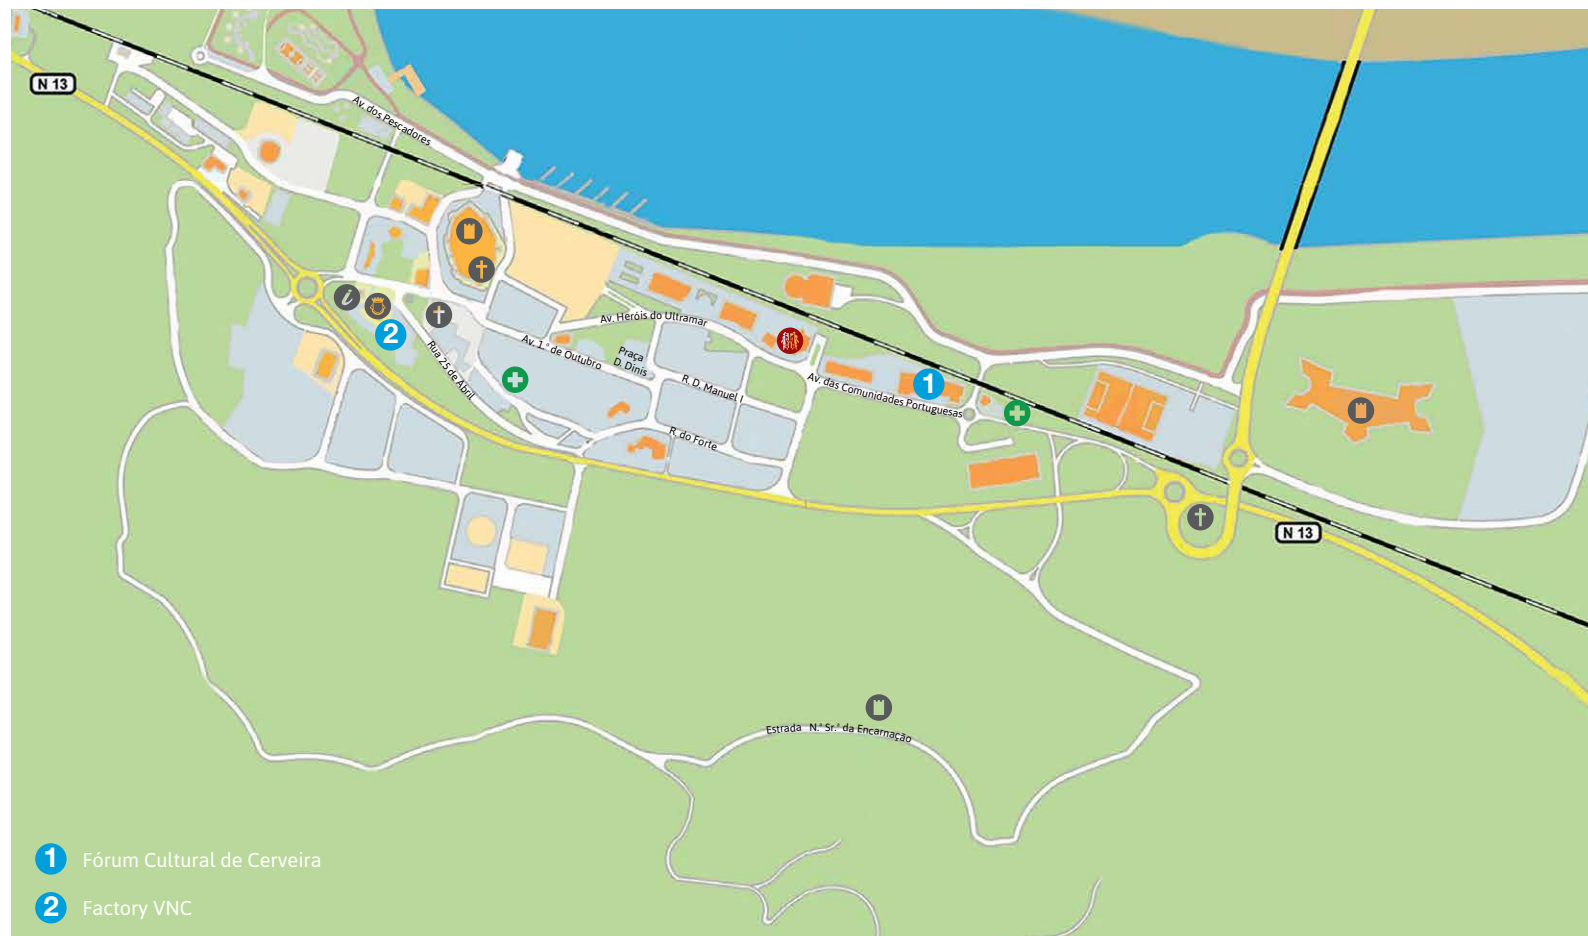 N 13
Av. dos Pescadores
i
2
Av. Heróis do Ultramar
Av. 1.º de Outubro
Praça
D. Dinis
Rua 25 de Abril
R. D. Manuel I
Av. das Comunidades Portuguesas
1
R. do Forte
N 13
Estrada N.ª Sr.ª da Encarnação
1 Fórum Cultural de Cerveira
2 Factory VNC